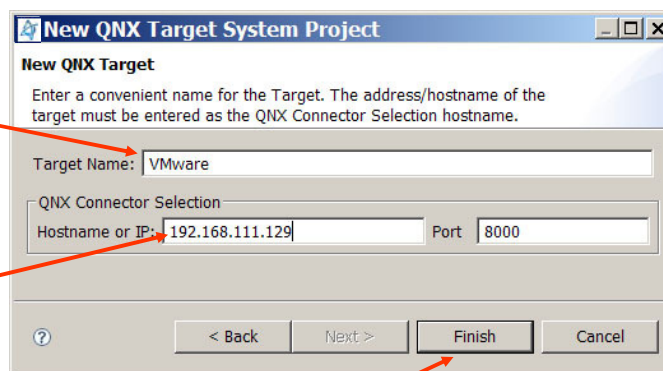 New QNX Target System Project
New QNX Target
Enter a convenient name for the Target. The address/hostname of the
target must be entered as the QNX Connector Selection hostname.
Target Name: VMware
QNX Connector Selection
Hostname or IP: 192.168.111.129 Port 8000
< Back Next > Finish Cancel